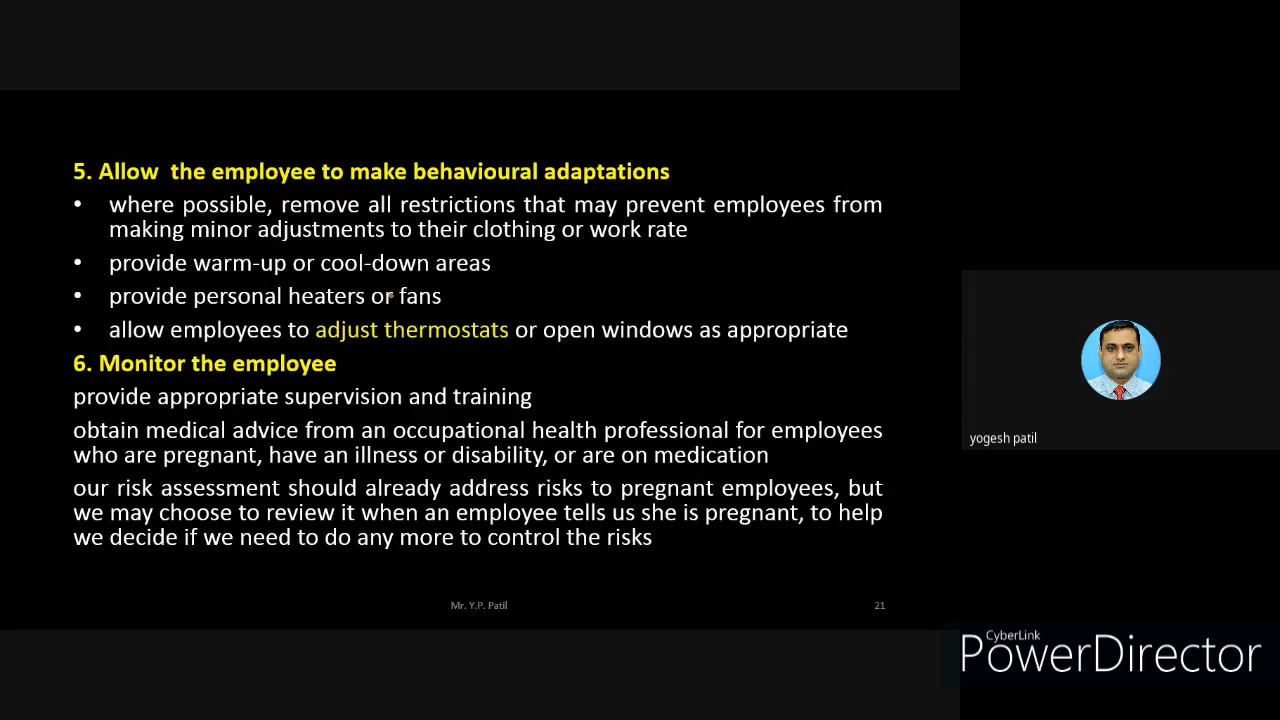 5. Allow the employee to make behavioural adaptations
• where possible, remove all restrictions that may prevent employees from
making minor adjustments to their clothing or work rate
• provide warm-up or cool-down areas
• provide personal heaters or fans
• allow employees to adjust thermostats or open windows as appropriate
6. Monitor the employee
provide appropriate supervision and training
obtain medical advice from an occupational health professional for employees
who are pregnant, have an illness or disability, or are on medication
our risk assessment should already address risks to pregnant employees, but
we may choose to review it when an employee tells us she is pregnant, to help
we decide if we need to do any more to control the risks
Mr. Y.P. Patil
21
yogesh patil
CyberLink
PowerDirector